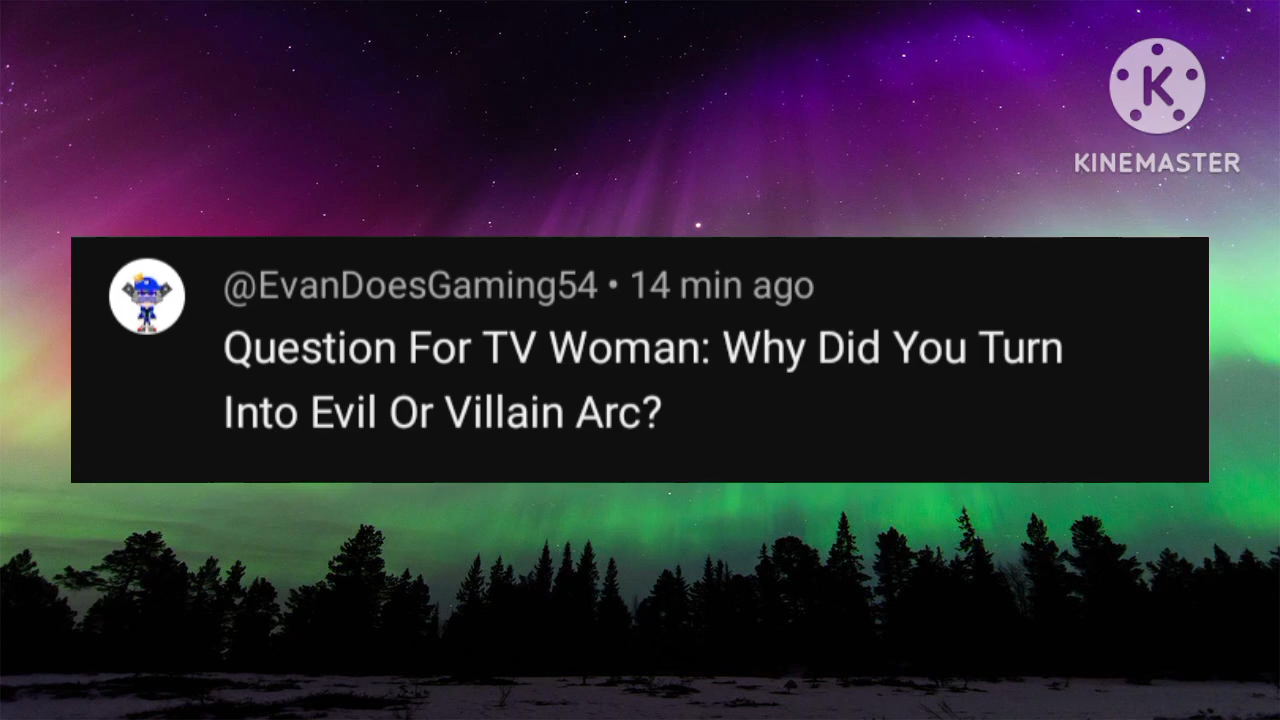 KINEMASTER
@EvanDoesGaming54 • 14 min ago
Question For TV Woman: Why Did You Turn
Into Evil Or Villain Arc?